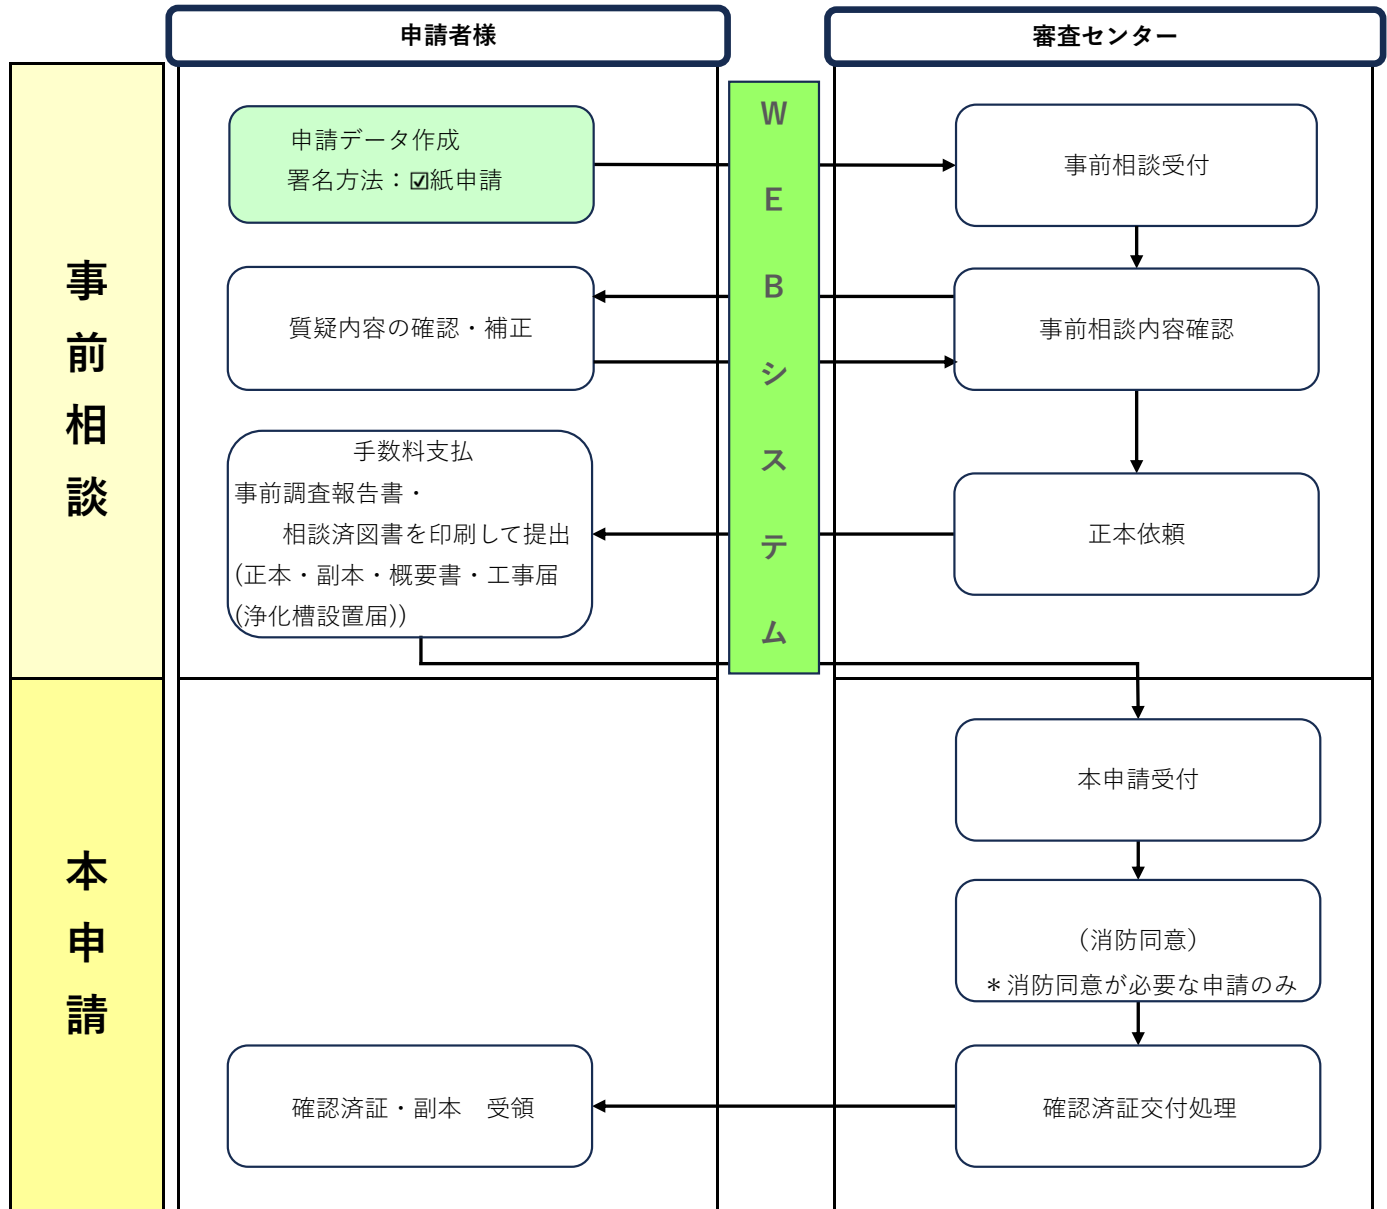 申請者様
審査センター
事前相談
申請データ作成
署名方法：☑紙申請
WEBシステム
事前相談受付
質疑内容の確認・補正
事前相談内容確認
手数料支払
事前調査報告書・
相談済図書を印刷して提出
(正本・副本・概要書・工事届
(浄化槽設置届))
正本依頼
本申請
本申請受付
（消防同意）
＊消防同意が必要な申請のみ
確認済証・副本　受領
確認済証交付処理